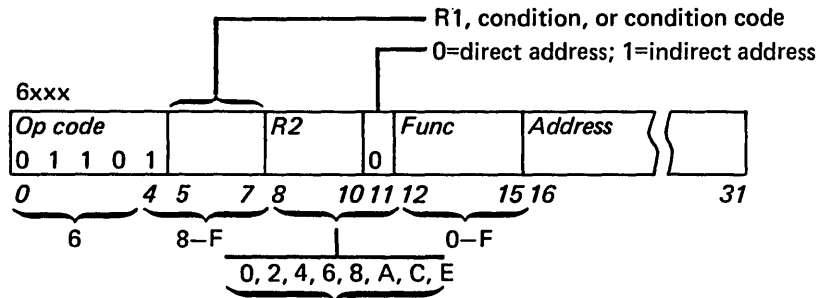 R1, condition, or condition code
0=direct address; 1=indirect address
6xxx
Op code R2 Func Address
0 1 1 0 1 0
0 4 5 7 8 10 11 12 15 16 31
6 8–F 0–F
0, 2, 4, 6, 8, A, C, E